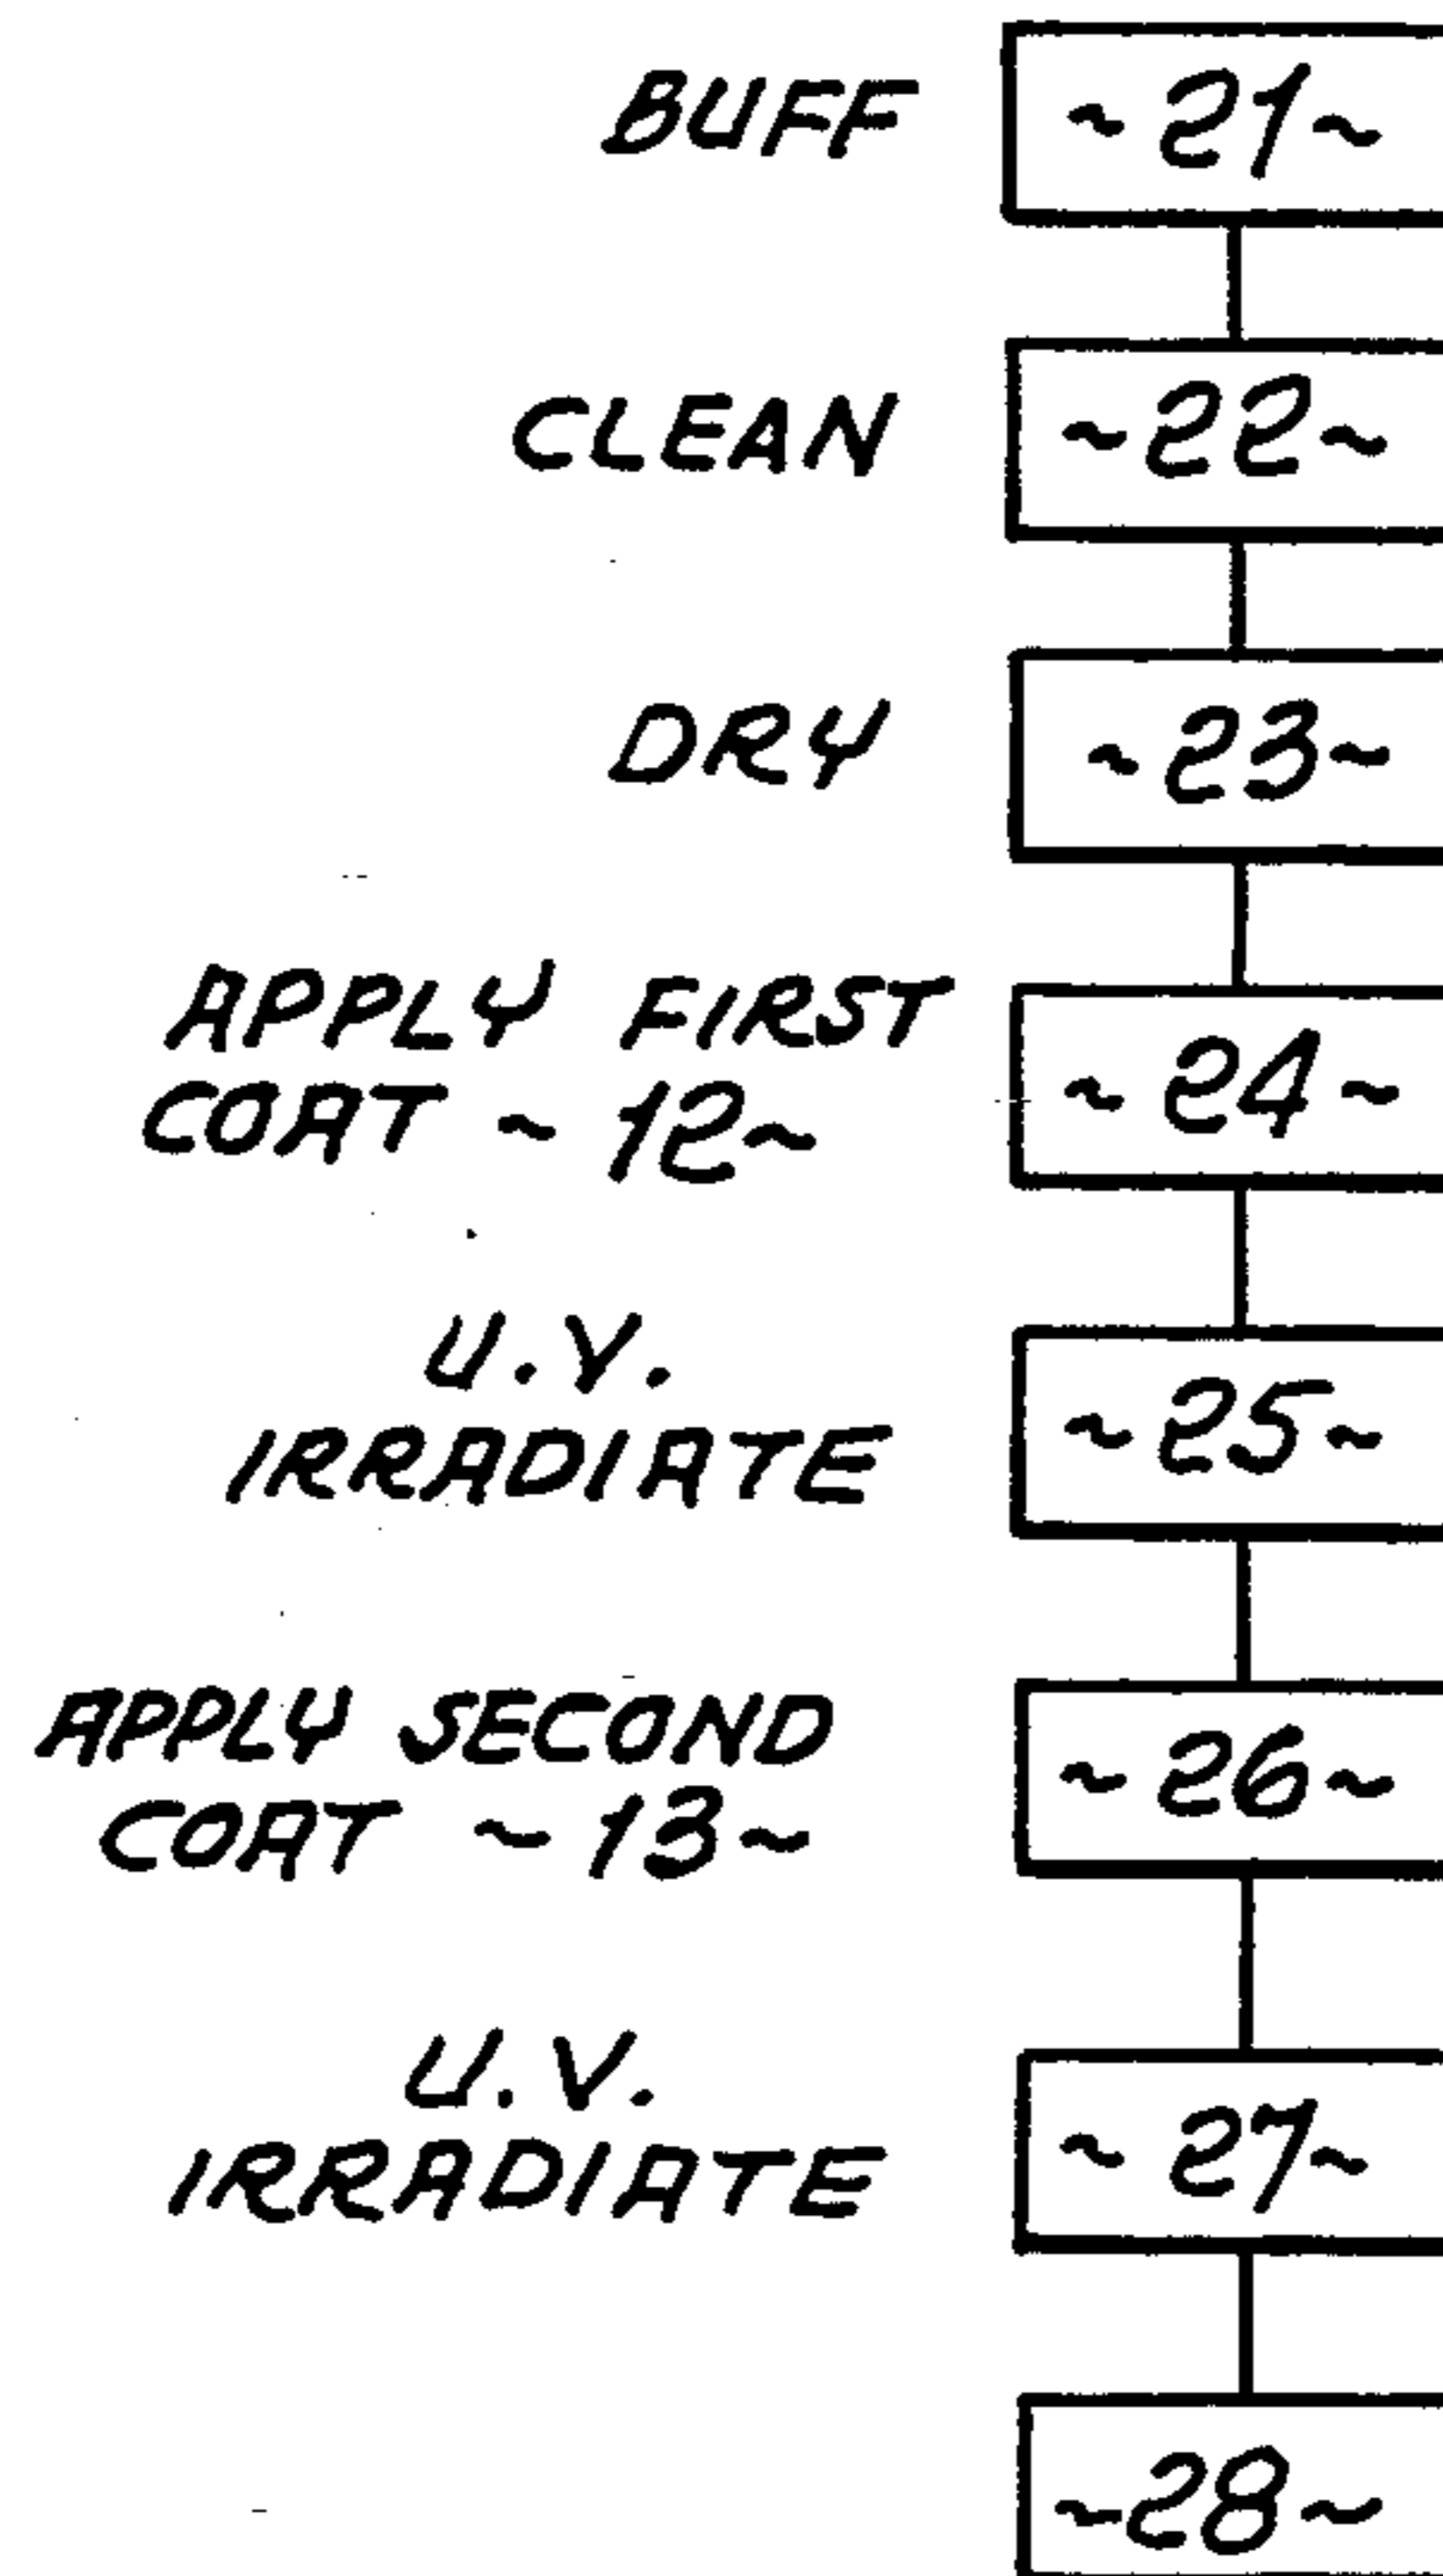 BUFF ~21~
CLEAN ~22~
DRY ~23~
APPLY FIRST
COAT ~12~ ~24~
U.V.
IRRADIATE ~25~
APPLY SECOND
COAT ~13~ ~26~
U.V.
IRRADIATE ~27~
~28~